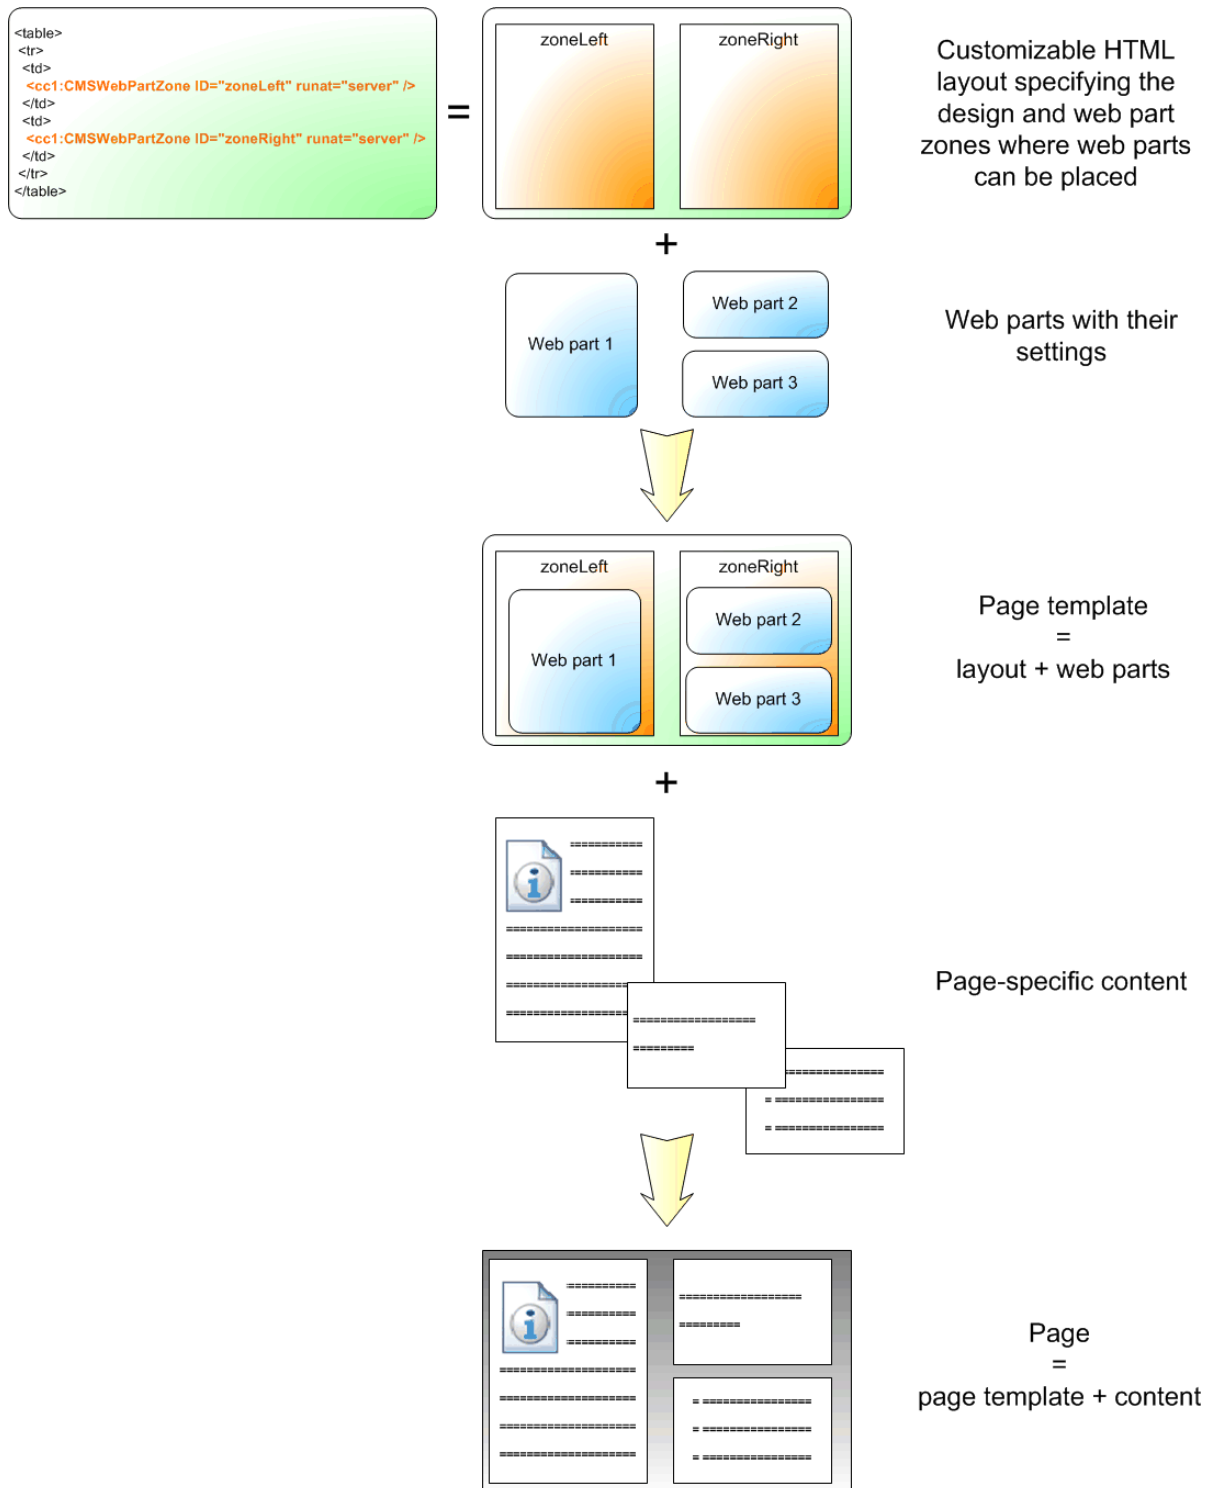 <table>
<tr>
<td>
<cc1:CMSWebPartZone ID="zoneLeft" runat="server" />
</td>
<td>
<cc1:CMSWebPartZone ID="zoneRight" runat="server" />
</td>
</tr>
</table>
=
zoneLeft
zoneRight
Customizable HTML
layout specifying the
design and web part
zones where web parts
can be placed
+
Web part 1
Web part 2
Web part 3
Web parts with their
settings
zoneLeft
zoneRight
Web part 1
Web part 2
Web part 3
Page template
=
layout + web parts
+
i
Page-specific content
i
Page
=
page template + content